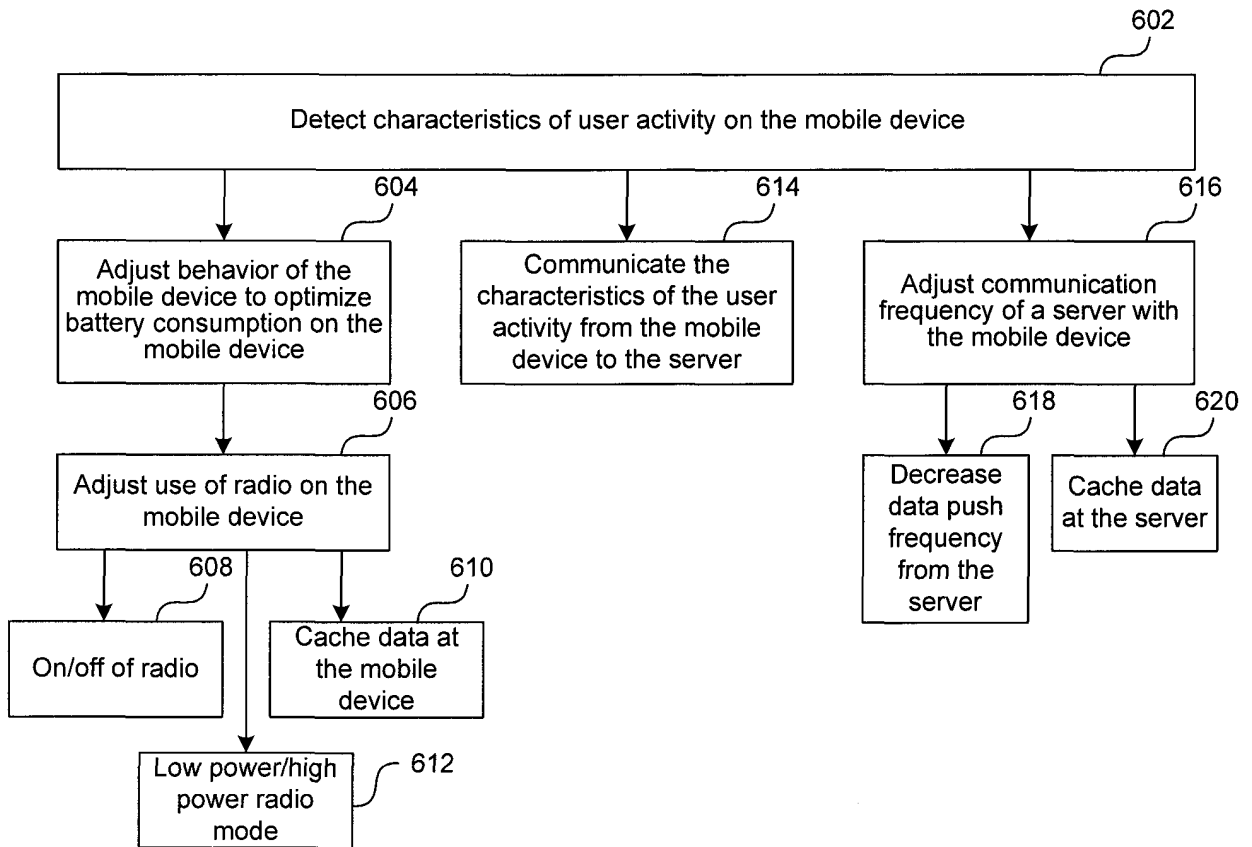 602
Detect characteristics of user activity on the mobile device
604
614
616
Adjust behavior of the
mobile device to optimize
battery consumption on the
mobile device
Communicate the
characteristics of the user
activity from the mobile
device to the server
Adjust communication
frequency of a server with
the mobile device
606
618
620
Adjust use of radio on the
mobile device
Decrease
data push
frequency
from the
server
Cache data
at the server
608
610
On/off of radio
Cache data at
the mobile
device
612
Low power/high
power radio
mode